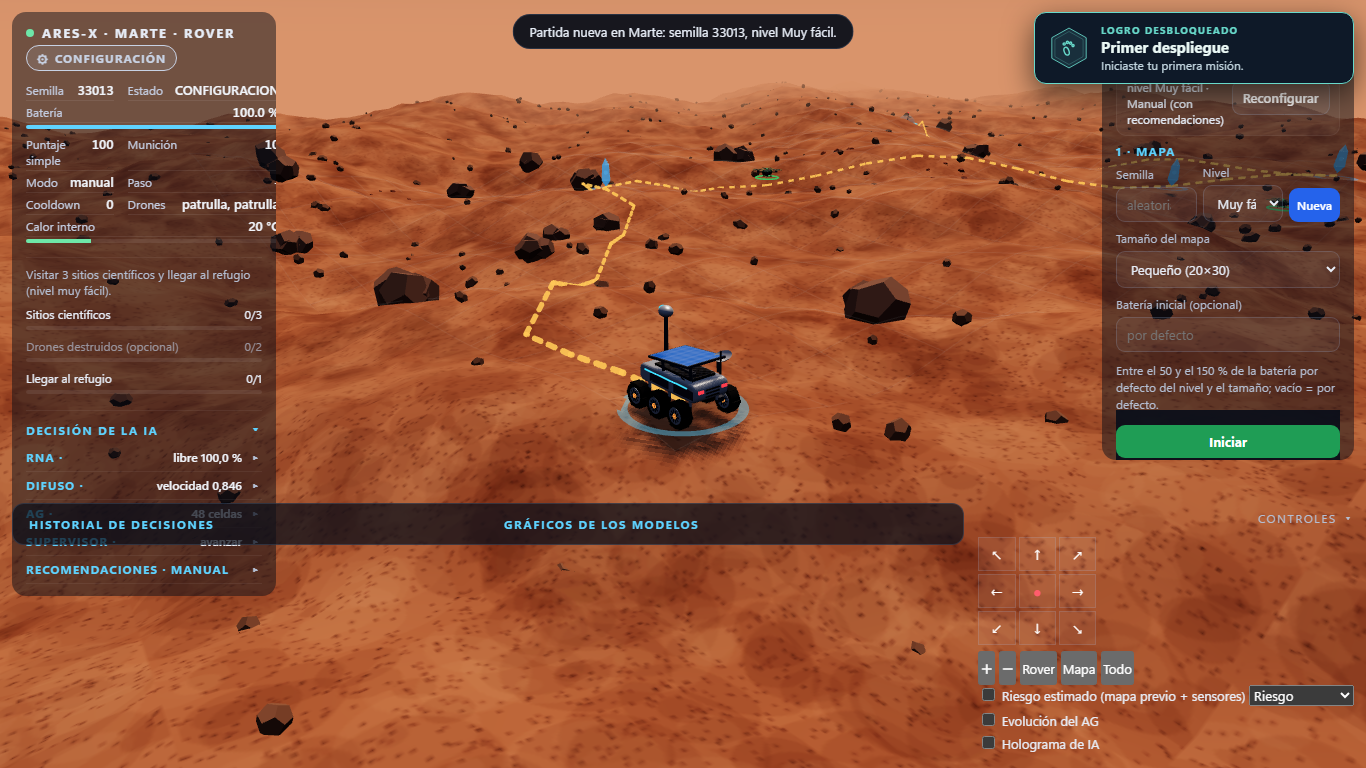 ARES-X · MARTE · ROVER
CONFIGURACIÓN
Semilla 33013 Estado CONFIGURACION
Batería 100.0 %
Puntaje simple 100 Munición 10
Modo manual Paso
Cooldown 0 Drones patrulla, patrulla
Calor interno 20 °C
Visitar 3 sitios científicos y llegar al refugio
(nivel muy fácil).
Sitios científicos 0/3
Drones destruidos (opcional) 0/2
Llegar al refugio 0/1
DECISIÓN DE LA IA
RNA · libre 100,0 %
DIFUSO · velocidad 0,846
AG · 48 celdas
HISTORIAL DE DECISIONES GRÁFICOS DE LOS MODELOS
SUPERVISOR · avanzar
RECOMENDACIONES · MANUAL
Partida nueva en Marte: semilla 33013, nivel Muy fácil.
LOGRO DESBLOQUEADO
Primer despliegue
Iniciaste tu primera misión.
nivel Muy fácil ·
Manual (con
recomendaciones)
Reconfigurar
1 · MAPA
Semilla Nivel
aleatori Muy fá Nueva
Tamaño del mapa
Pequeño (20×30)
Batería inicial (opcional)
por defecto
Entre el 50 y el 150 % de la batería por
defecto del nivel y el tamaño; vacío = por
defecto.
Iniciar
CONTROLES
↖ ↑ ↗
← ● →
↙ ↓ ↘
+ − Rover Mapa Todo
Riesgo estimado (mapa previo + sensores) Riesgo
Evolución del AG
Holograma de IA